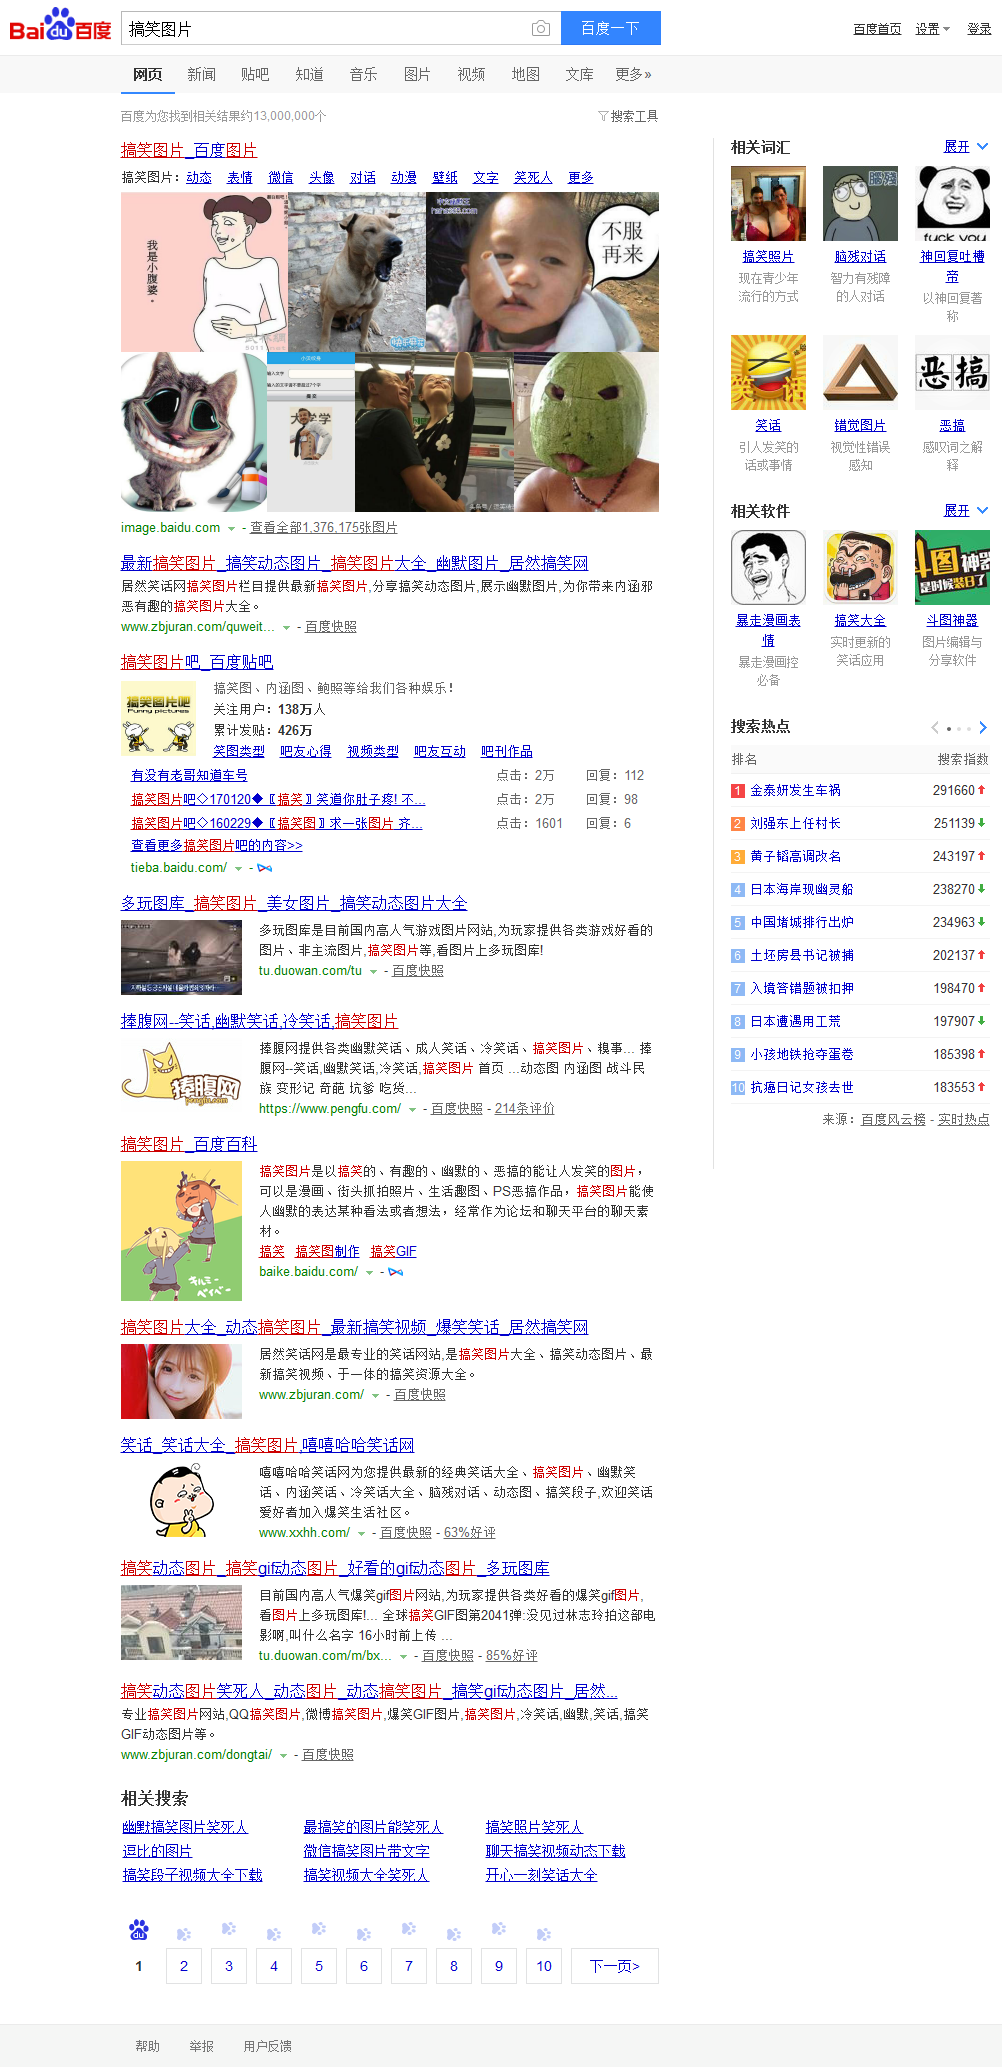 Bai du 百度
搞笑图片
百度一下
百度首页 设置 登录
网页 新闻 贴吧 知道 音乐 图片 视频 地图 文库 更多»
百度为您找到相关结果约13,000,000个
搜索工具
搞笑图片_百度图片
搞笑图片: 动态 表情 微信 头像 对话 动漫 壁纸 文字 笑死人 更多
我是小腹婆。
不服再来
image.baidu.com - 查看全部1,376,175张图片
最新搞笑图片_搞笑动态图片_搞笑图片大全_幽默图片_居然搞笑网
居然笑话网搞笑图片栏目提供最新搞笑图片,分享搞笑动态图片,展示幽默图片,为你带来内涵邪
恶有趣的搞笑图片大全。
www.zbjuran.com/quweit... - 百度快照
搞笑图片吧_百度贴吧
搞笑图片吧
Funny pictures
搞笑图、内涵图、鲍照等给我们各种娱乐!
关注用户: 138万人
累计发贴: 426万
笑图类型 吧友心得 视频类型 吧友互动 吧刊作品
有没有老哥知道车号 点击: 2万 回复: 112
搞笑图片吧◇170120◆〖搞笑〗笑道你肚子疼! 不... 点击: 2万 回复: 98
搞笑图片吧◇160229◆〖搞笑图〗求一张图片 齐... 点击: 1601 回复: 6
查看更多搞笑图片吧的内容>>
tieba.baidu.com/ -
多玩图库_搞笑图片_美女图片_搞笑动态图片大全
多玩图库是目前国内高人气游戏图片网站,为玩家提供各类游戏好看的
图片、非主流图片,搞笑图片等,看图片上多玩图库!
tu.duowan.com/tu - 百度快照
捧腹网--笑话,幽默笑话,冷笑话,搞笑图片
捧腹网
pengfu.com
捧腹网提供各类幽默笑话、成人笑话、冷笑话、搞笑图片、糗事... 捧
腹网--笑话,幽默笑话,冷笑话,搞笑图片 首页 ...动态图 内涵图 战斗民
族 变形记 奇葩 坑爹 吃货...
https://www.pengfu.com/ - 百度快照 - 214条评价
搞笑图片_百度百科
搞笑图片是以搞笑的、有趣的、幽默的、恶搞的能让人发笑的图片,
可以是漫画、街头抓拍照片、生活趣图、PS恶搞作品，搞笑图片能使
人幽默的表达某种看法或者想法，经常作为论坛和聊天平台的聊天素
材。
搞笑 搞笑图制作 搞笑GIF
baike.baidu.com/ -
搞笑图片大全_动态搞笑图片_最新搞笑视频_爆笑笑话_居然搞笑网
居然笑话网是最专业的笑话网站,是搞笑图片大全、搞笑动态图片、最
新搞笑视频、于一体的搞笑资源大全。
www.zbjuran.com/ - 百度快照
笑话_笑话大全_搞笑图片,嘻嘻哈哈笑话网
嘻嘻哈哈笑话网为您提供最新的经典笑话大全、搞笑图片、幽默笑
话、内涵笑话、冷笑话大全、脑残对话、动态图、搞笑段子,欢迎笑话
爱好者加入爆笑生活社区。
www.xxhh.com/ - 百度快照 - 63%好评
搞笑动态图片_搞笑gif动态图片_好看的gif动态图片_多玩图库
目前国内高人气爆笑gif图片网站,为玩家提供各类好看的爆笑gif图片,
看图片上多玩图库!... 全球搞笑GIF图第2041弹:没见过林志玲拍这部电
影啊,叫什么名字 16小时前上传 ...
tu.duowan.com/m/bx... - 百度快照 - 85%好评
搞笑动态图片笑死人_动态图片_动态搞笑图片_搞笑gif动态图片_居然...
专业搞笑图片网站,QQ搞笑图片,微博搞笑图片,爆笑GIF图片,搞笑图片,冷笑话,幽默,笑话,搞笑
GIF动态图片等。
www.zbjuran.com/dongtai/ - 百度快照
相关搜索
幽默搞笑图片笑死人 最搞笑的图片能笑死人 搞笑照片笑死人
逗比的图片 微信搞笑图片带文字 聊天搞笑视频动态下载
搞笑段子视频大全下载 搞笑视频大全笑死人 开心一刻笑话大全
1 2 3 4 5 6 7 8 9 10 下一页>
帮助 举报 用户反馈
相关词汇 展开
fuck you
搞笑照片 脑残对话 神回复吐槽帝
现在青少年流行的方式 智力有残障的人对话 以神回复著称
恶搞
笑话 错觉图片 恶搞
引人发笑的话或事情 视觉性错误感知 感叹词之解释
相关软件 展开
斗图神器
是时候装日了
暴走漫画表情 搞笑大全 斗图神器
暴走漫画控必备 实时更新的笑话应用 图片编辑与分享软件
搜索热点
排名 搜索指数
1 金泰妍发生车祸 291660
2 刘强东上任村长 251139
3 黄子韬高调改名 243197
4 日本海岸现幽灵船 238270
5 中国堵城排行出炉 234963
6 土坯房县书记被捕 202137
7 入境答错题被扣押 198470
8 日本遭遇用工荒 197907
9 小孩地铁抢夺蛋卷 185398
10 抗癌日记女孩去世 183553
来源: 百度风云榜 - 实时热点